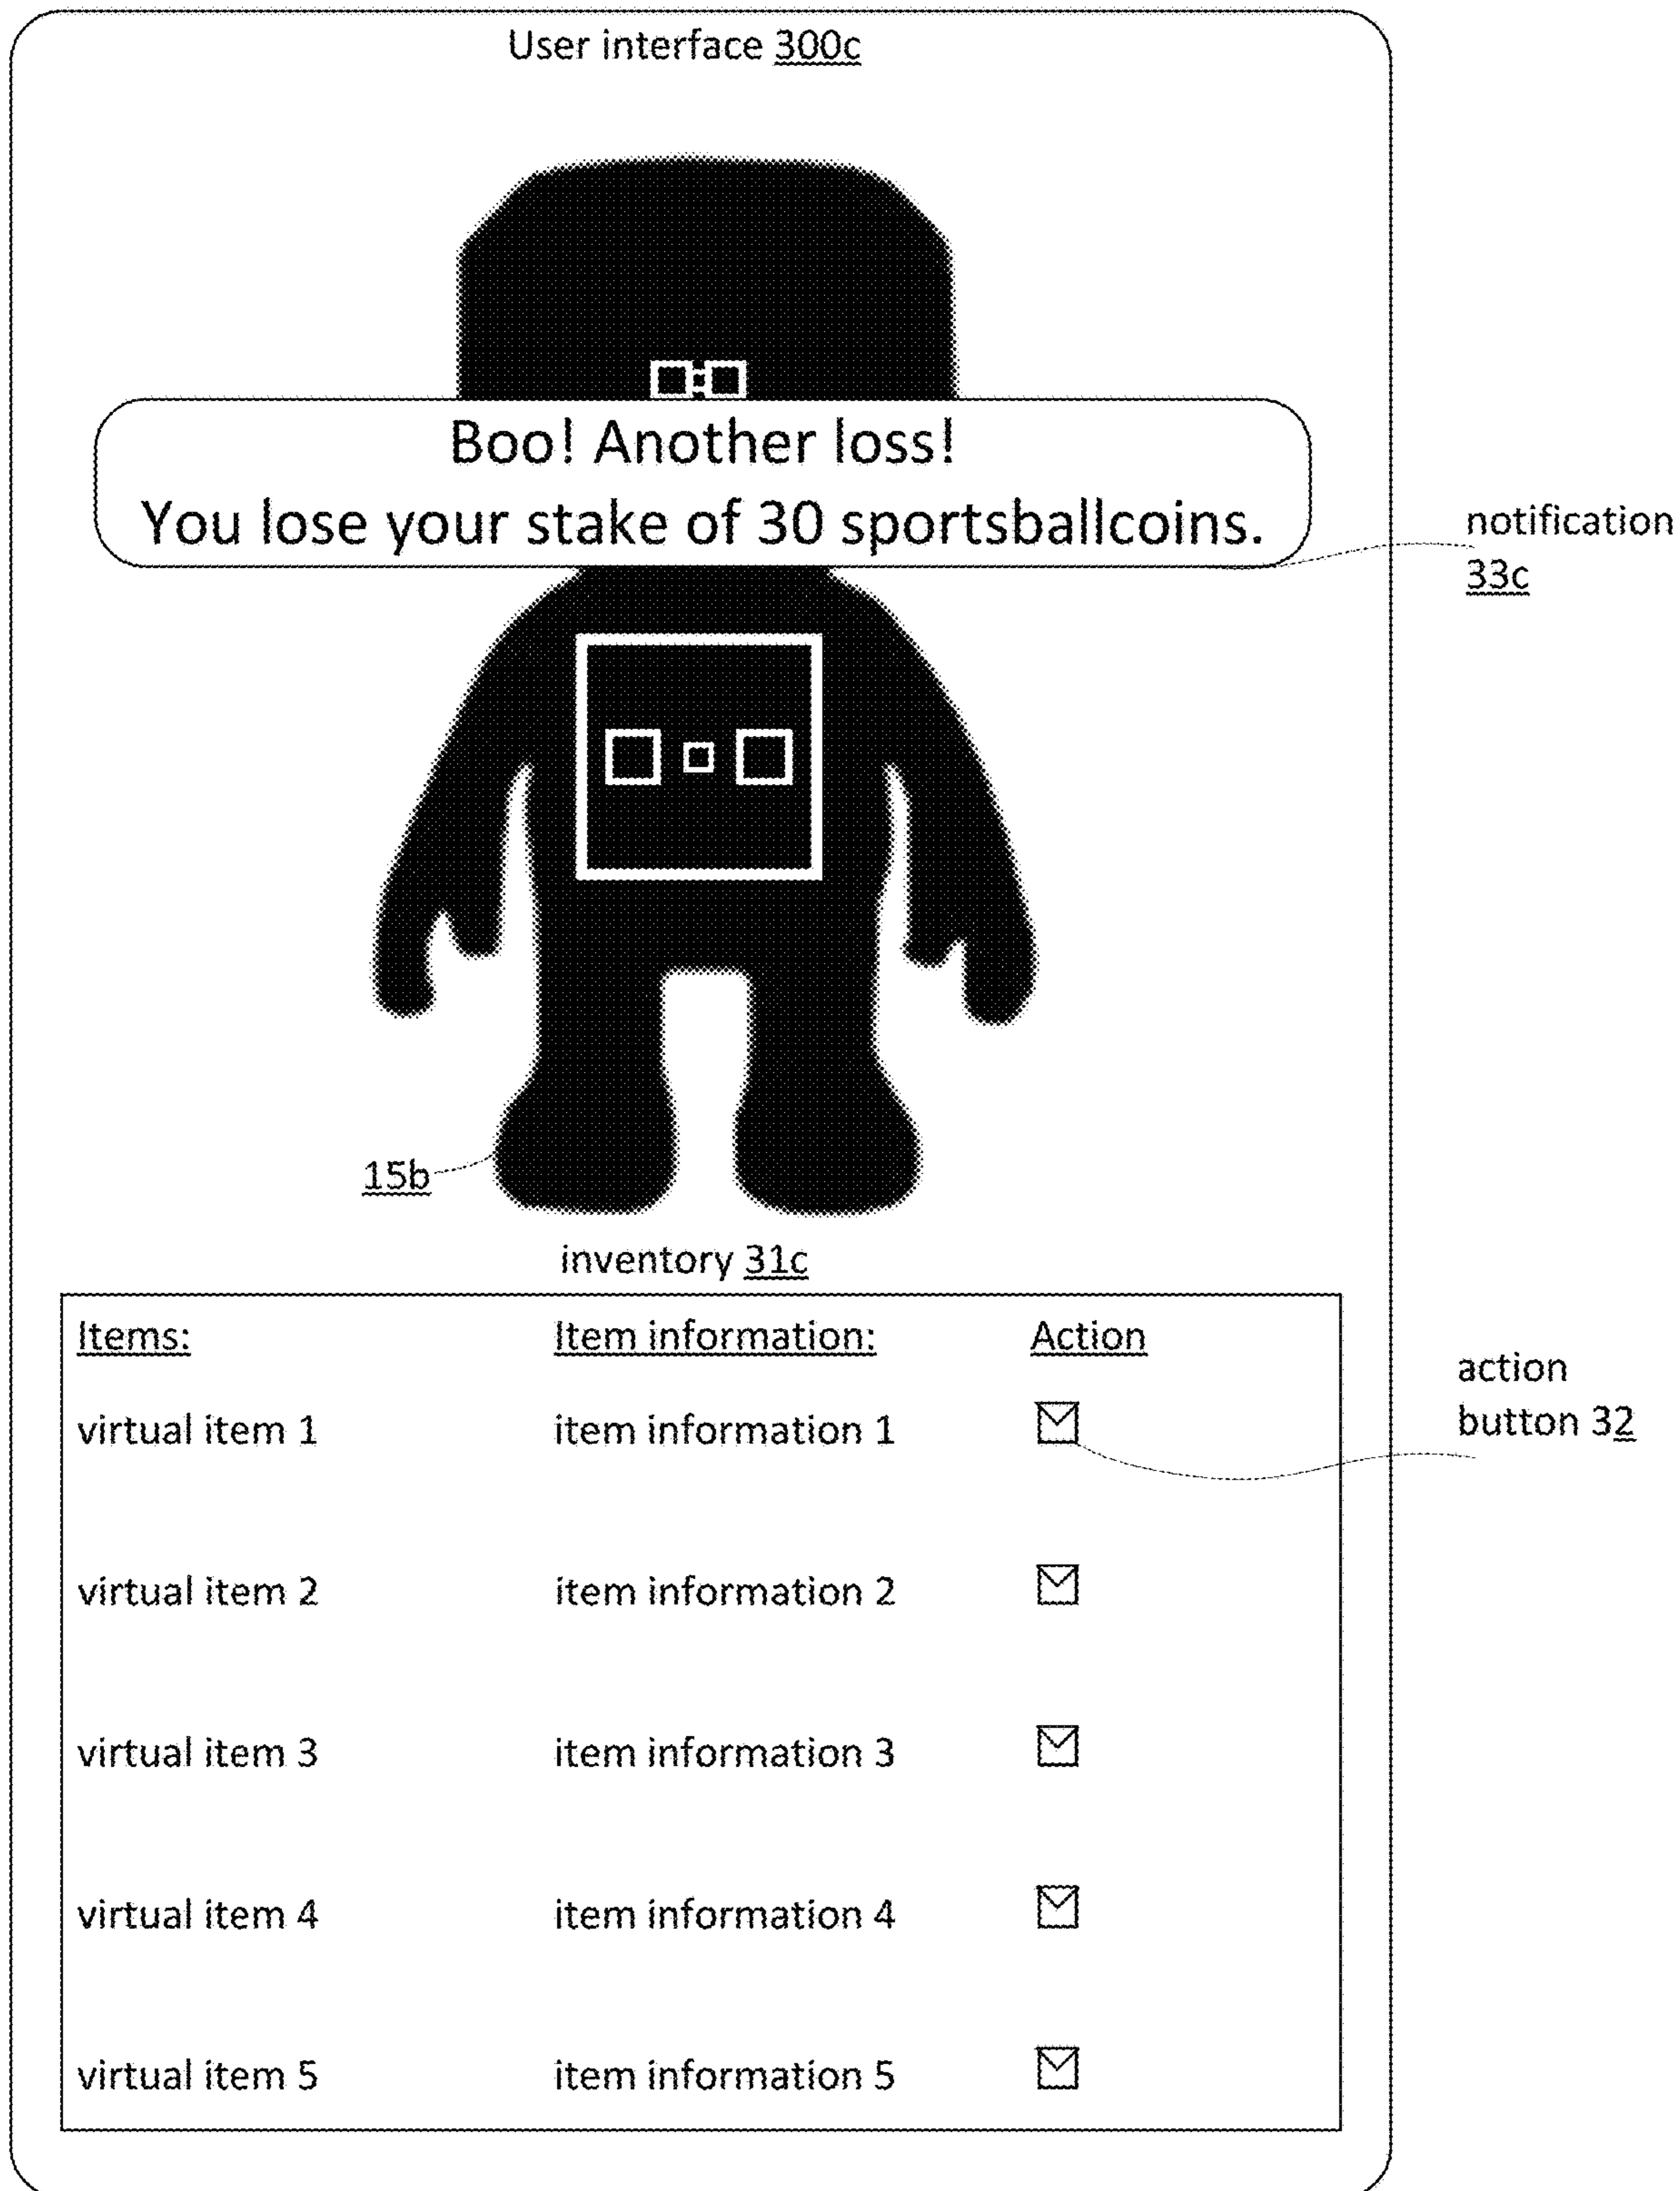 User interface 300c
Boo! Another loss!
You lose your stake of 30 sportsballcoins.
notification
33c
15b
inventory 31c
Items: Item information: Action
action
button 32
virtual item 1 item information 1
virtual item 2 item information 2
virtual item 3 item information 3
virtual item 4 item information 4
virtual item 5 item information 5